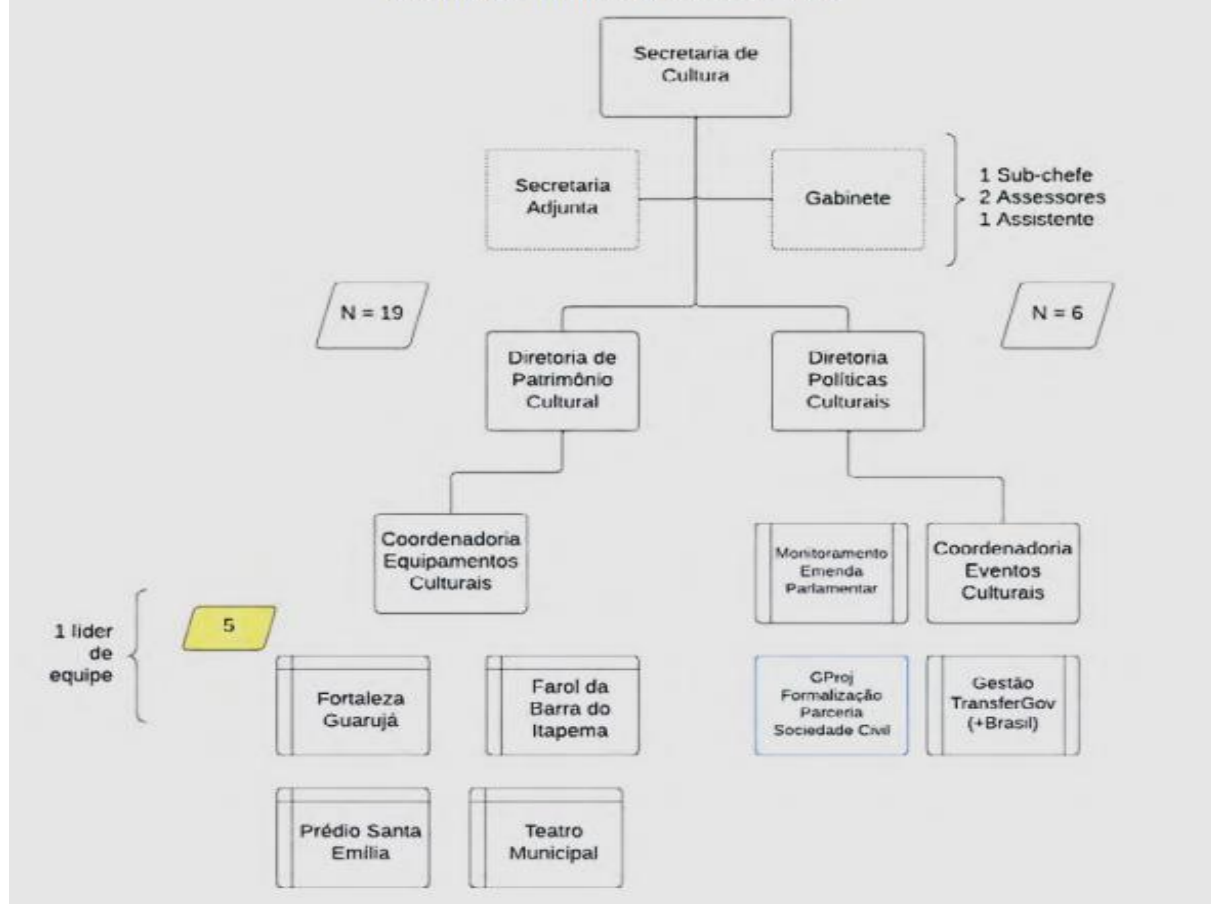 Secretaria de
Cultura
Secretaria
Adjunta
Gabinete
1 Sub-chefe
2 Assessores
1 Assistente
N = 19
N = 6
Diretoria de
Patrimônio
Cultural
Diretoria
Políticas
Culturais
Coordenadoria
Equipamentos
Culturais
Monitoramento
Emenda
Parlamentar
Coordenadoria
Eventos
Culturais
1 lider
de
equipe
5
Fortaleza
Guarujá
Farol da
Barra do
Itapema
GProj
Formalização
Parceria
Sociedade Civil
Gestão
TransferGov
(+Brasil)
Prédio Santa
Emília
Teatro
Municipal